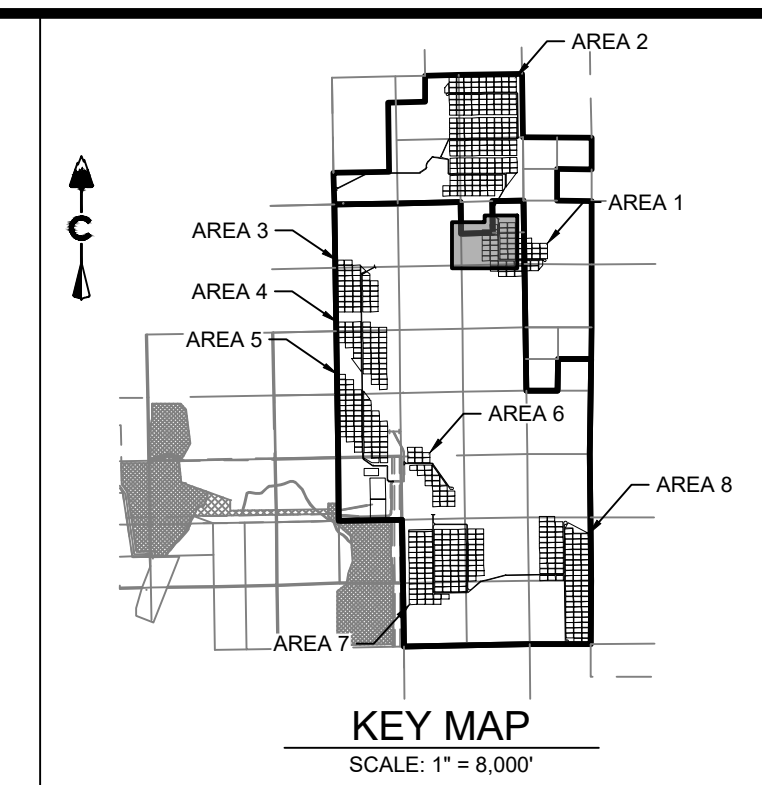 AREA 2
AREA 1
AREA 3
AREA 4
AREA 5
AREA 6
AREA 8
AREA 7
C
KEY MAP
SCALE: 1" = 8,000'